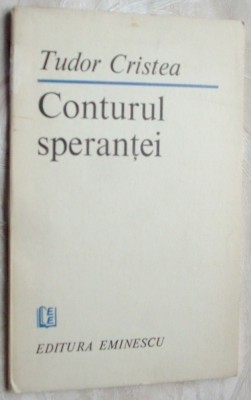 Tudor Cristea
Conturul
speranței
EDITURA EMINESCU